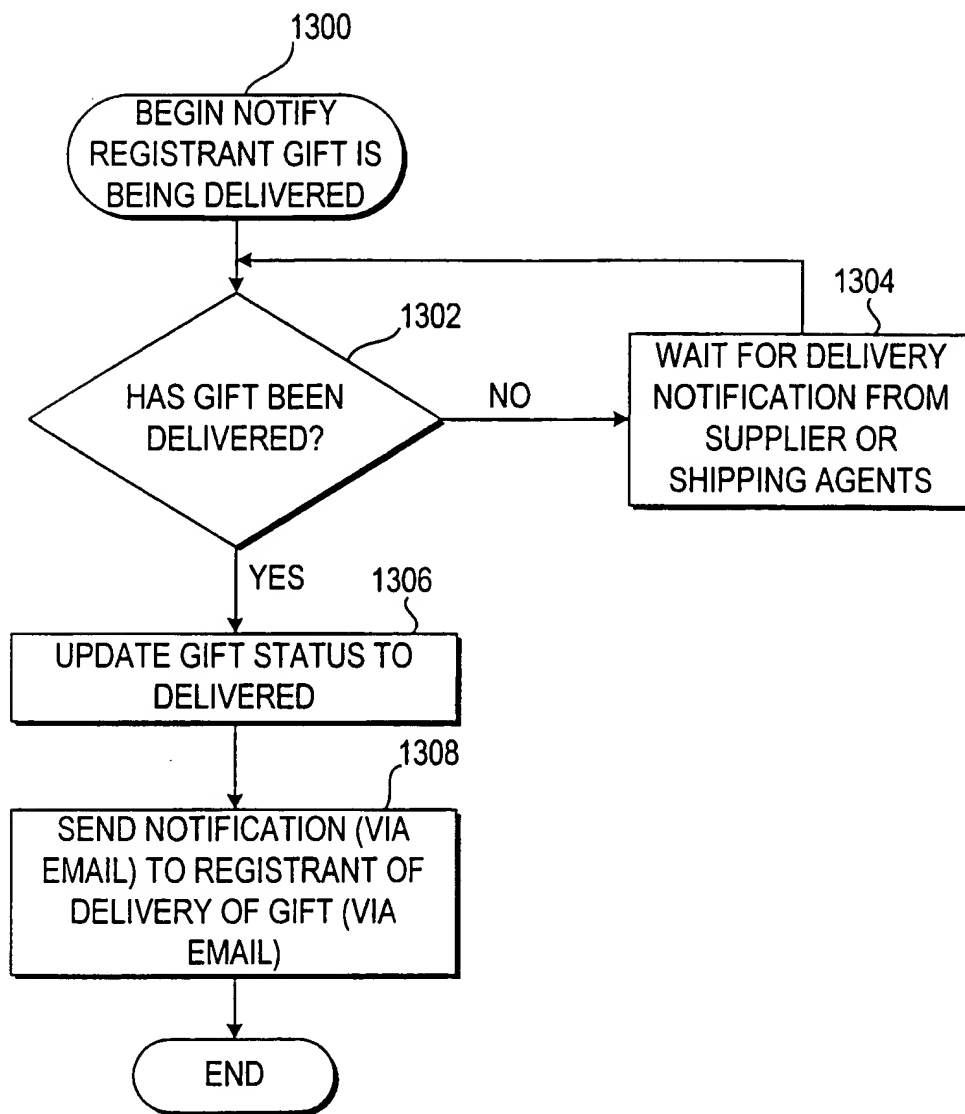 1300
BEGIN NOTIFY
REGISTRANT GIFT IS
BEING DELIVERED
1302
HAS GIFT BEEN
DELIVERED?
NO
1304
WAIT FOR DELIVERY
NOTIFICATION FROM
SUPPLIER OR
SHIPPING AGENTS
YES
1306
UPDATE GIFT STATUS TO
DELIVERED
1308
SEND NOTIFICATION (VIA
EMAIL) TO REGISTRANT OF
DELIVERY OF GIFT (VIA
EMAIL)
END